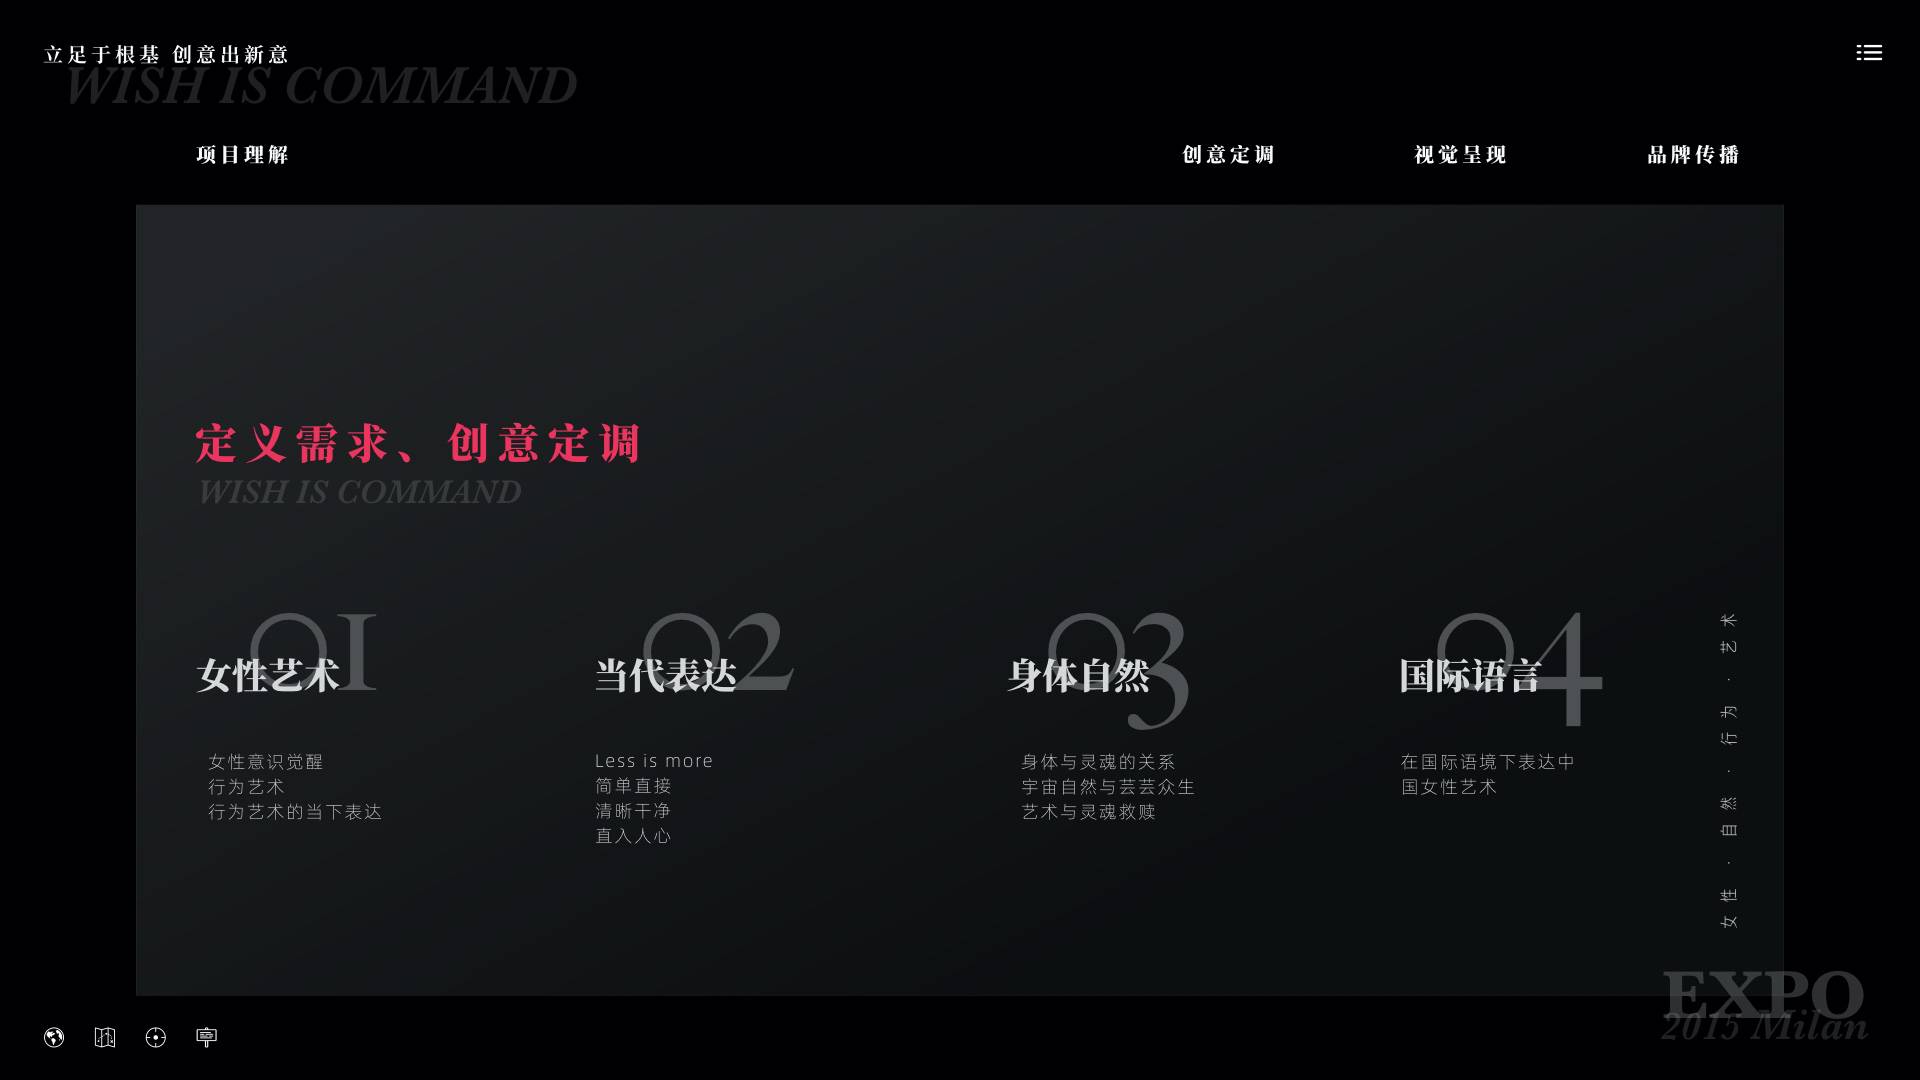 立足于根基 创意出新意
WISH IS COMMAND
项目理解
创意定调
视觉呈现
品牌传播
定义需求、创意定调
WISH IS COMMAND
01
女性艺术
女性意识觉醒
行为艺术
行为艺术的当下表达
02
当代表达
Less is more
简单直接
清晰干净
直入人心
03
身体自然
身体与灵魂的关系
宇宙自然与芸芸众生
艺术与灵魂救赎
04
国际语言
在国际语境下表达中
国女性艺术
女性 · 自然 · 行为 · 艺术
EXPO
2015 Milan